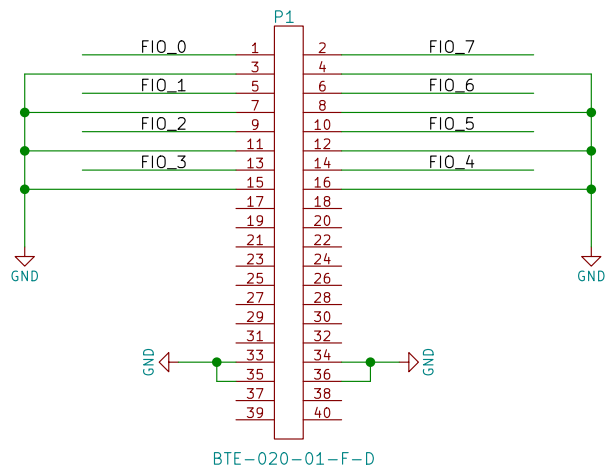 P1
FIO_0 1 2 FIO_7
3 4
FIO_1 5 6 FIO_6
7 8
FIO_2 9 10 FIO_5
11 12
FIO_3 13 14 FIO_4
15 16
17 18
19 20
21 22
GND 23 24 GND
25 26
27 28
29 30
31 32
GND 33 34 GND
35 36
37 38
39 40
BTE-020-01-F-D